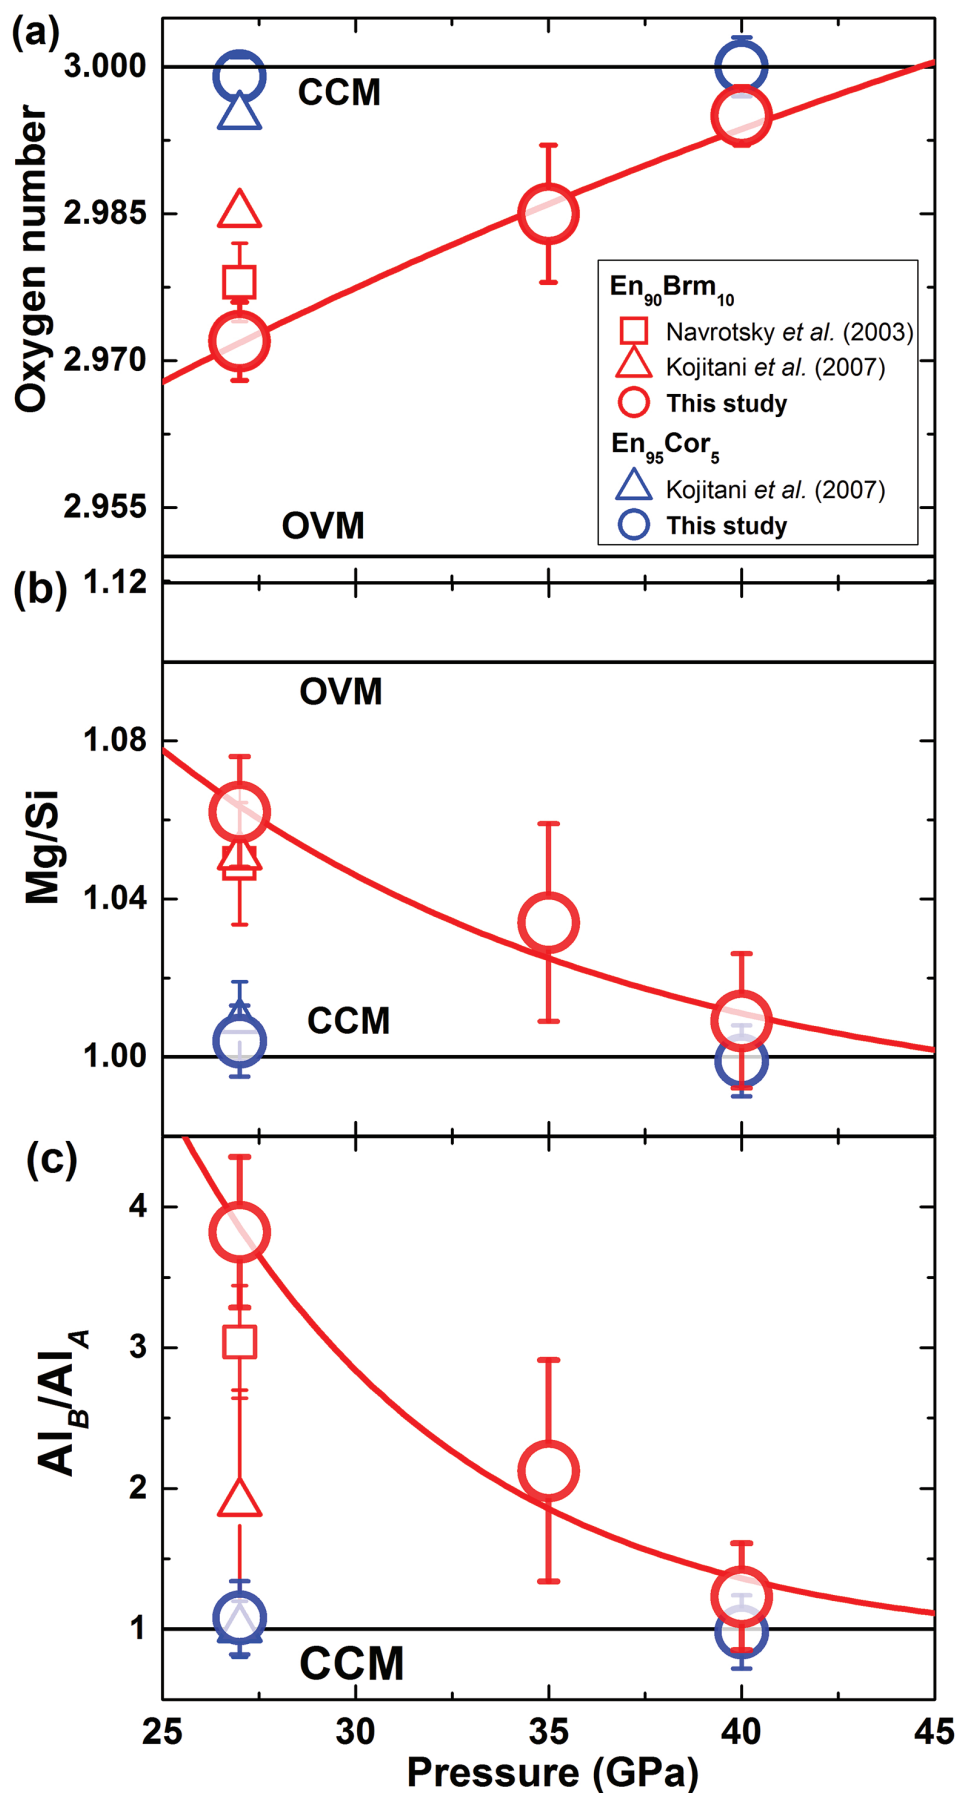 (a)
3.000
CCM
2.985
2.970
2.955
Oxygen number
OVM
En90Brm10
Navrotsky et al. (2003)
Kojitani et al. (2007)
This study
En95Cor5
Kojitani et al. (2007)
This study
(b)
1.12
OVM
1.08
1.04
1.00
Mg/Si
CCM
(c)
4
3
2
1
AlB/AlA
CCM
25 30 35 40 45
Pressure (GPa)